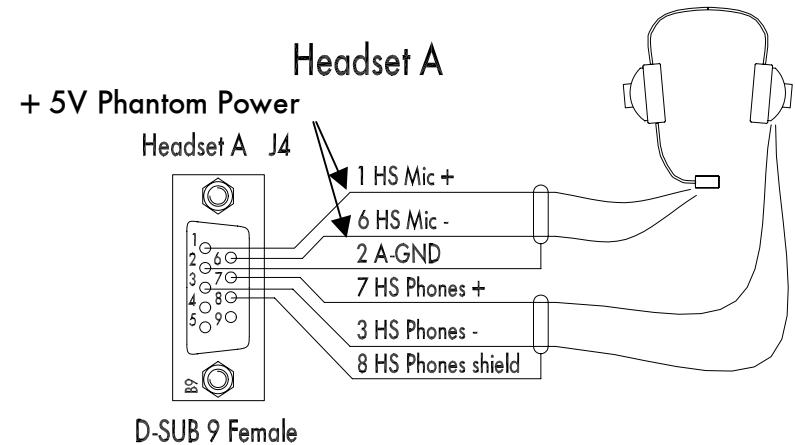 Headset A
+ 5V Phantom Power
Headset A J4
1 HS Mic +
6 HS Mic -
2 A-GND
7 HS Phones +
3 HS Phones -
8 HS Phones shield
1
6
2
7
3
8
4
9
5
B9
D-SUB 9 Female